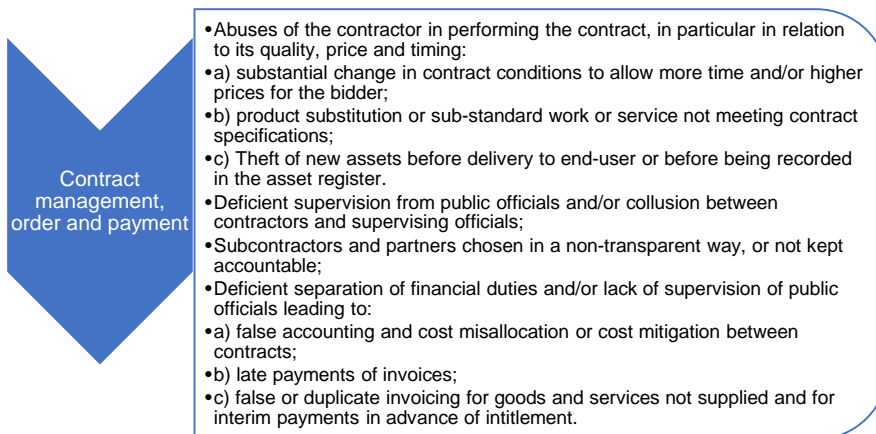 Contract
management,
order and payment
•Abuses of the contractor in performing the contract, in particular in relation
to its quality, price and timing:
•a) substantial change in contract conditions to allow more time and/or higher
prices for the bidder;
•b) product substitution or sub-standard work or service not meeting contract
specifications;
•c) Theft of new assets before delivery to end-user or before being recorded
in the asset register.
•Deficient supervision from public officials and/or collusion between
contractors and supervising officials;
•Subcontractors and partners chosen in a non-transparent way, or not kept
accountable;
•Deficient separation of financial duties and/or lack of supervision of public
officials leading to:
•a) false accounting and cost misallocation or cost mitigation between
contracts;
•b) late payments of invoices;
•c) false or duplicate invoicing for goods and services not supplied and for
interim payments in advance of intitlement.